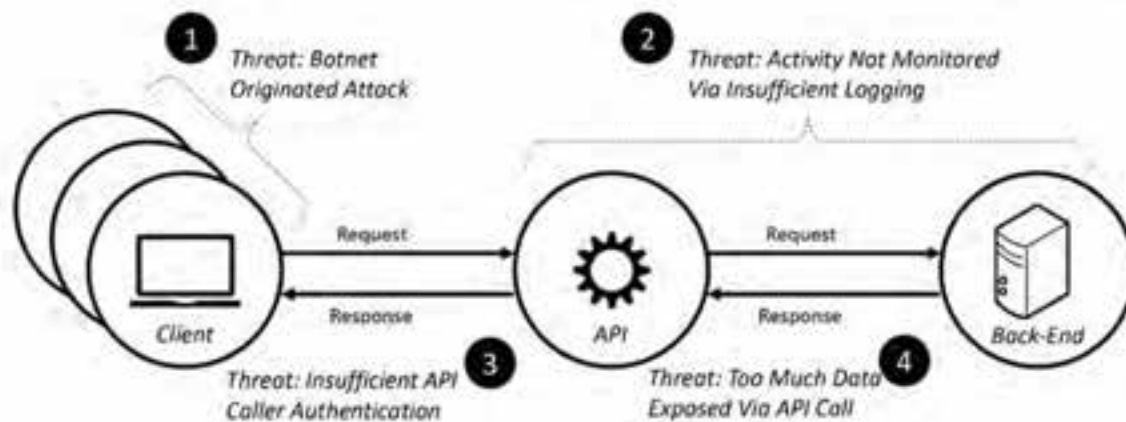 1
Threat: Botnet
Originated Attack
2
Threat: Activity Not Monitored
Via Insufficient Logging
Request
Response
Client
API
Request
Response
Back-End
3
Threat: Insufficient API
Caller Authentication
4
Threat: Too Much Data
Exposed Via API Call